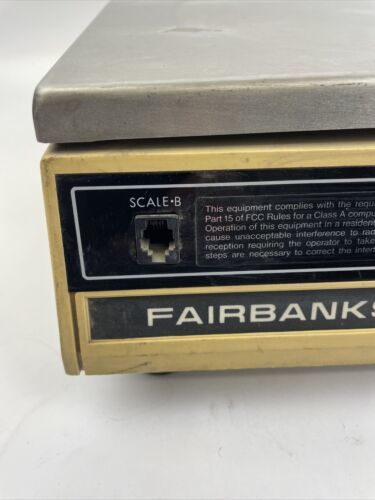 SCALE•B
This equipment complies with the requ
Part 15 of FCC Rules for a Class A compu
Operation of this equipment in a resident
cause unacceptable interference to rad
reception requiring the operator to take
steps are necessary to correct the inter
FAIRBANKS